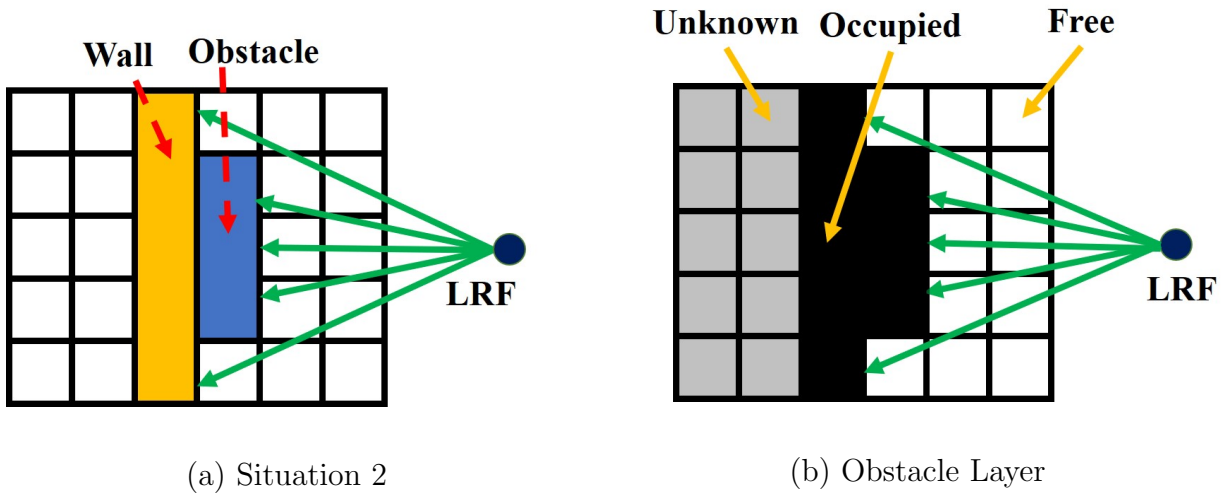 Wall
Obstacle
LRF
(a) Situation 2
Unknown
Occupied
Free
LRF
(b) Obstacle Layer